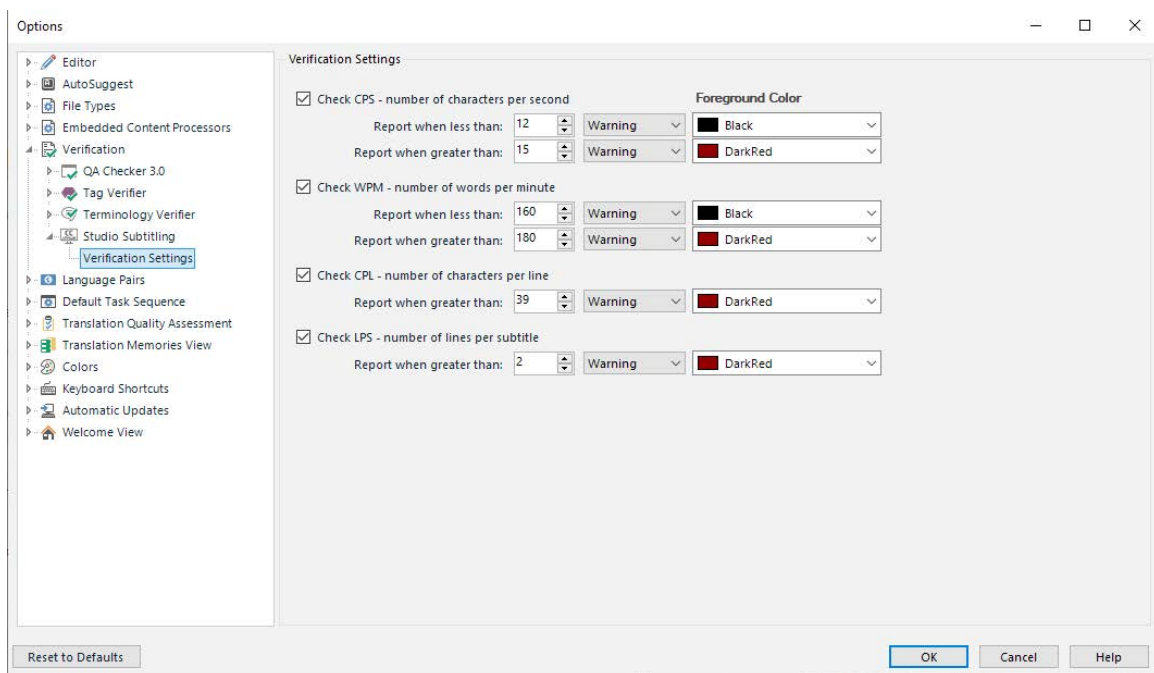 Options
Editor
AutoSuggest
File Types
Embedded Content Processors
Verification
QA Checker 3.0
Tag Verifier
Terminology Verifier
Studio Subtitling
Verification Settings
Language Pairs
Default Task Sequence
Translation Quality Assessment
Translation Memories View
Colors
Keyboard Shortcuts
Automatic Updates
Welcome View
Verification Settings
Check CPS - number of characters per second Foreground Color
Report when less than: 12 Warning Black
Report when greater than: 15 Warning DarkRed
Check WPM - number of words per minute
Report when less than: 160 Warning Black
Report when greater than: 180 Warning DarkRed
Check CPL - number of characters per line
Report when greater than: 39 Warning DarkRed
Check LPS - number of lines per subtitle
Report when greater than: 2 Warning DarkRed
Reset to Defaults OK Cancel Help